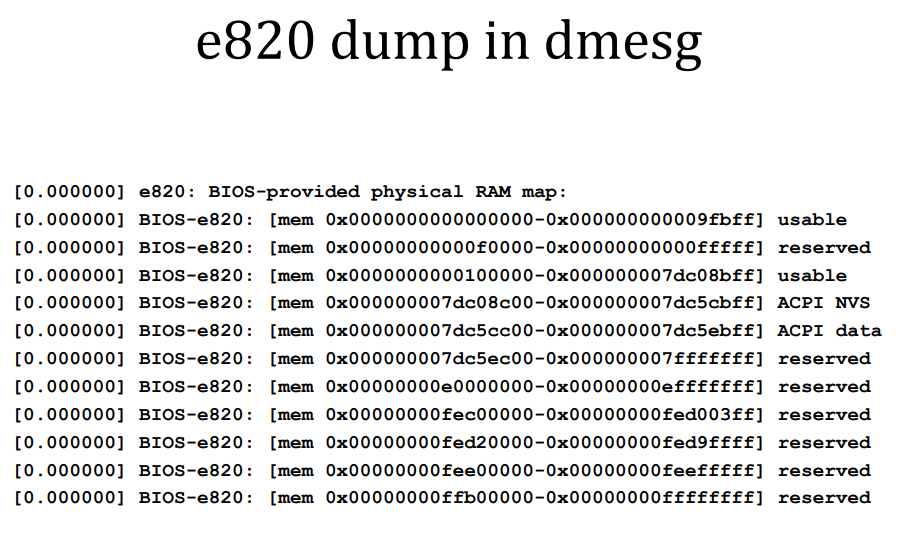 e820 dump in dmesg
[0.000000] e820: BIOS-provided physical RAM map:
[0.000000] BIOS-e820: [mem 0x0000000000000000-0x000000000009fbff] usable
[0.000000] BIOS-e820: [mem 0x00000000000f0000-0x00000000000fffff] reserved
[0.000000] BIOS-e820: [mem 0x0000000000100000-0x000000007dc08bff] usable
[0.000000] BIOS-e820: [mem 0x000000007dc08c00-0x000000007dc5cbff] ACPI NVS
[0.000000] BIOS-e820: [mem 0x000000007dc5cc00-0x000000007dc5ebff] ACPI data
[0.000000] BIOS-e820: [mem 0x000000007dc5ec00-0x000000007fffffff] reserved
[0.000000] BIOS-e820: [mem 0x00000000e0000000-0x00000000efffffff] reserved
[0.000000] BIOS-e820: [mem 0x00000000fec00000-0x00000000fed003ff] reserved
[0.000000] BIOS-e820: [mem 0x00000000fed20000-0x00000000fed9ffff] reserved
[0.000000] BIOS-e820: [mem 0x00000000fee00000-0x00000000feefffff] reserved
[0.000000] BIOS-e820: [mem 0x00000000ffb00000-0x00000000ffffffff] reserved